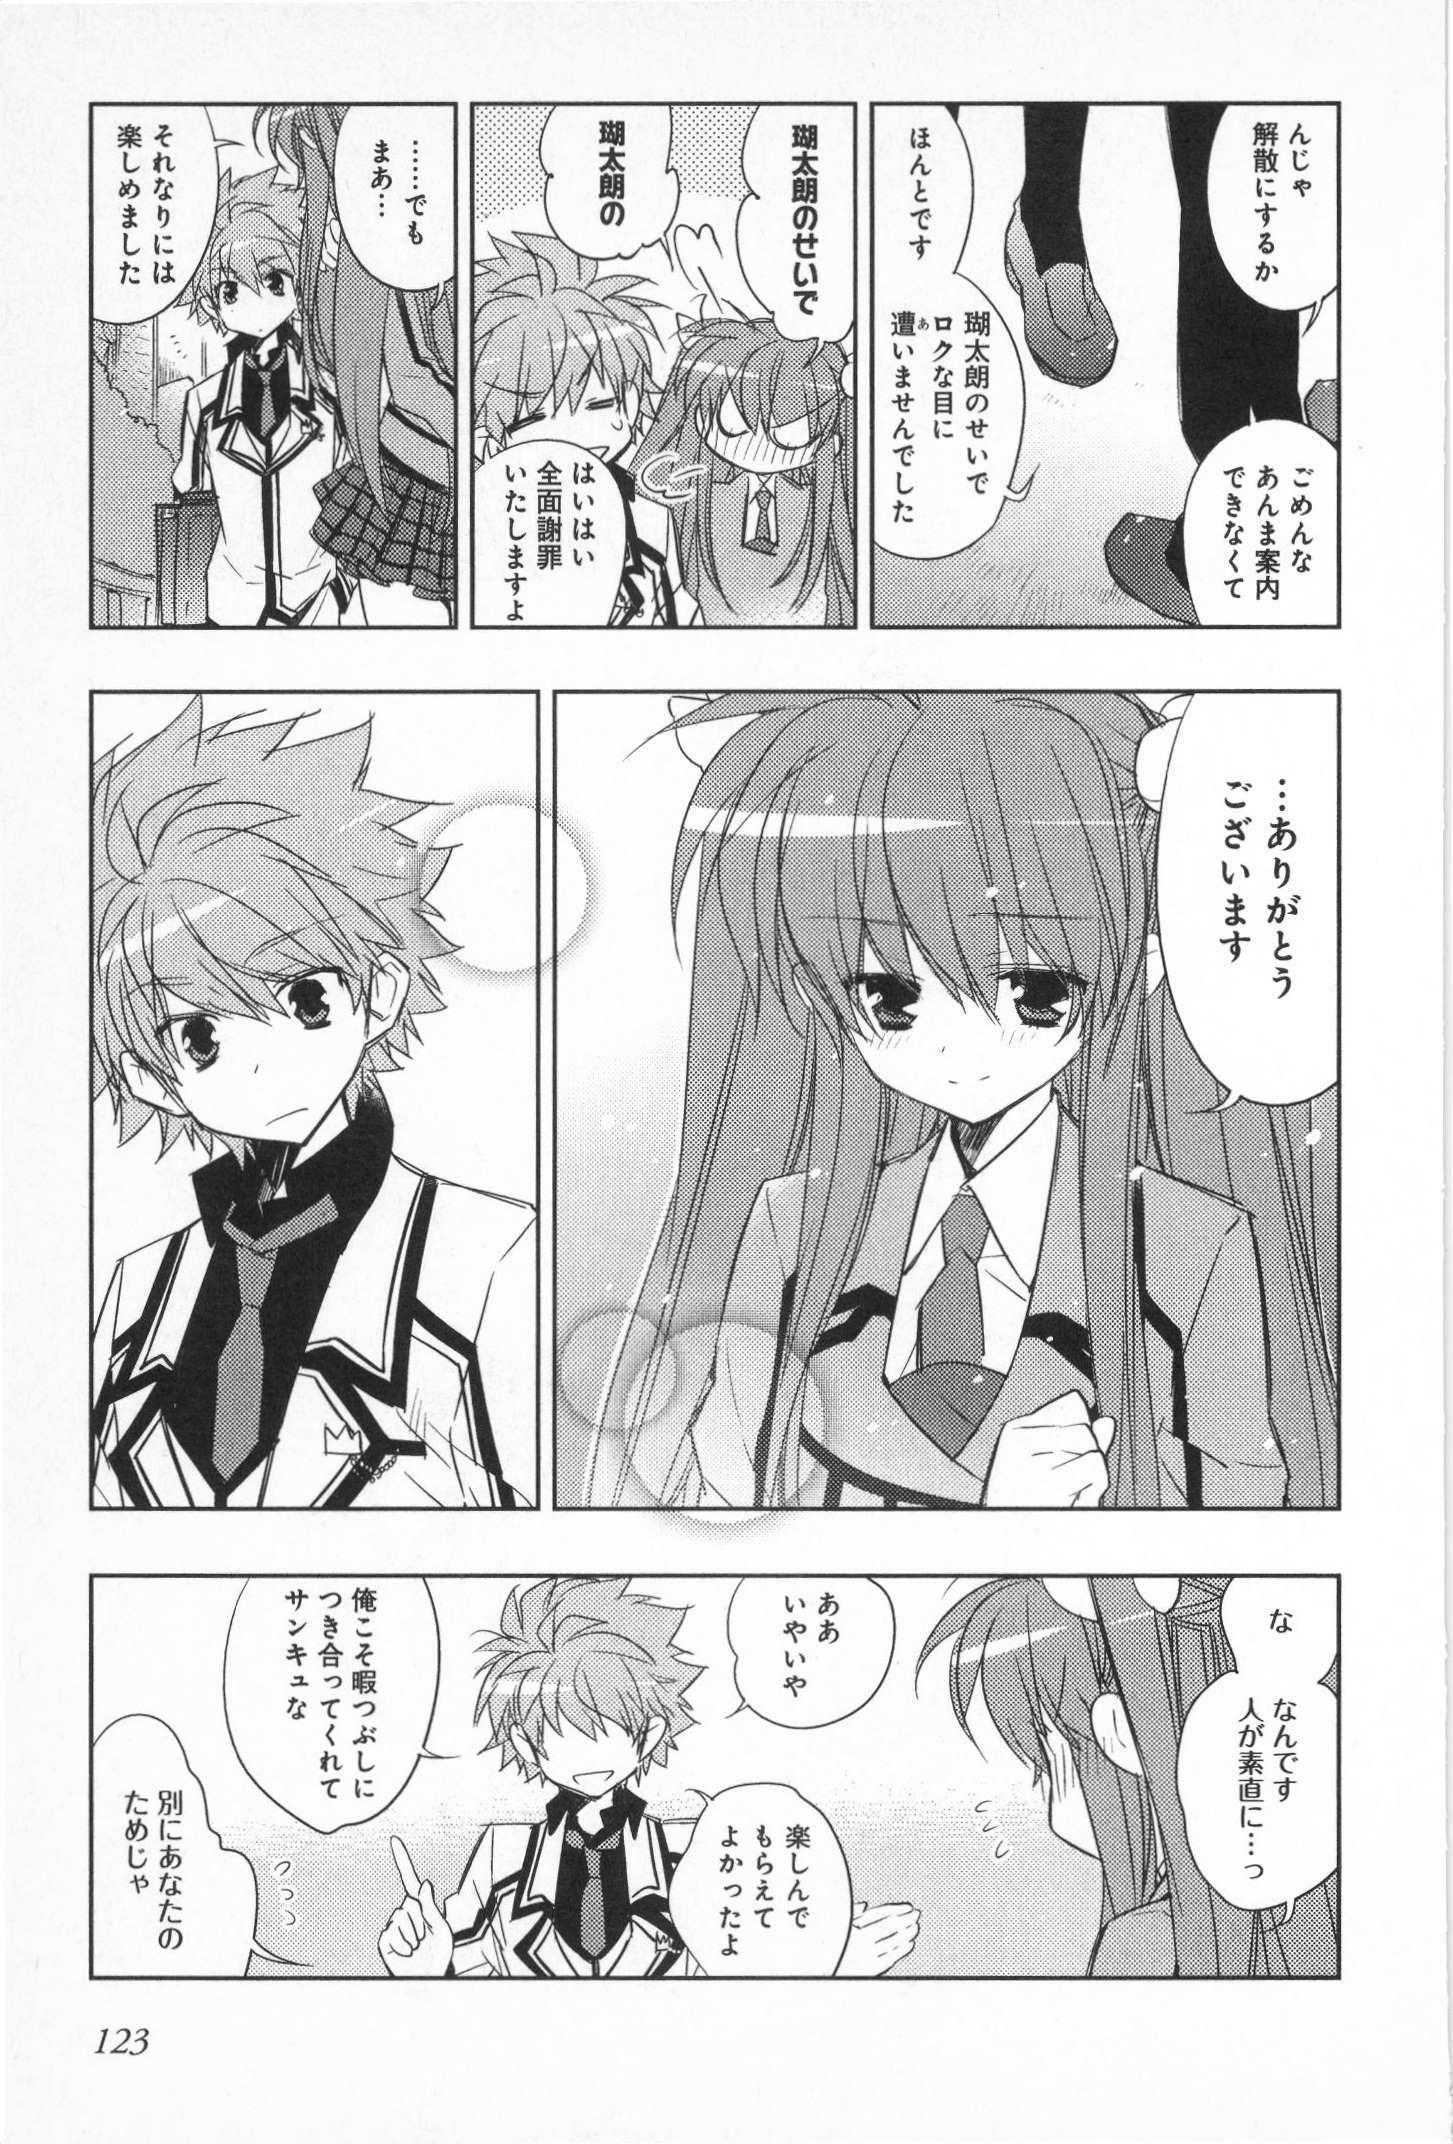 んじゃ
解散にするか
ごめんな
あんま案内
できなくて
ほんとです
瑚太朗のせいで
ロクな目に
遭いませんでした
あ
瑚太朗のせいで
瑚太朗の
はいはい
全面謝罪
いたしますよ
……でも
まあ…
それなりには
楽しめました
…ありがとう
ございます
な
なんです
人が素直に…っ
ああ
いやいや
楽しんで
もらえて
よかったよ
俺こそ暇つぶしに
つき合ってくれて
サンキュな
別にあなたの
ためじゃ
123